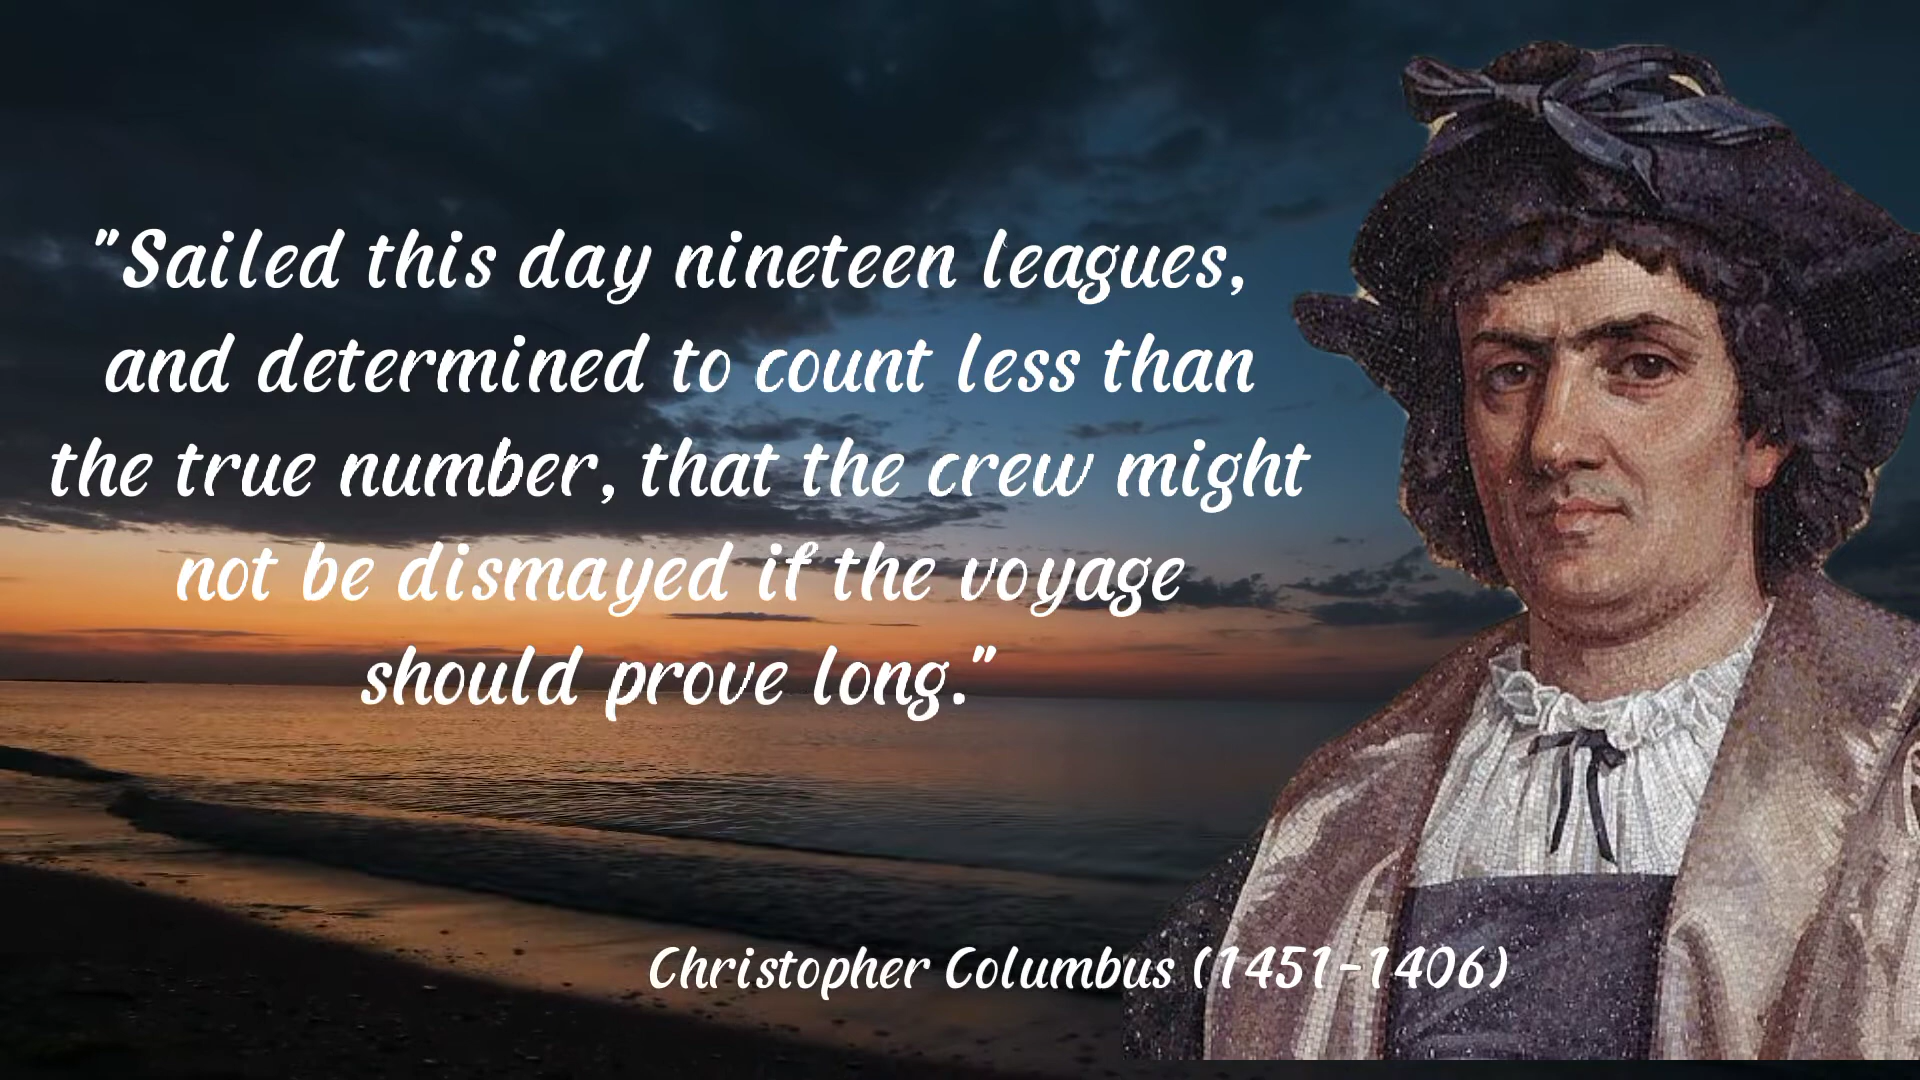 "Sailed this day nineteen leagues,
and determined to count less than
the true number, that the crew might
not be dismayed if the voyage
should prove long."
Christopher Columbus (1451-1406)